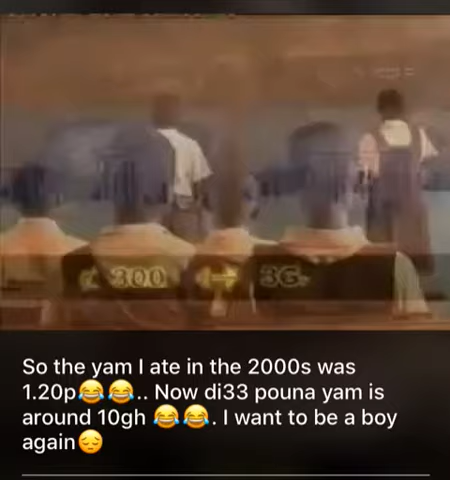 ¢ 300 36
So the yam I ate in the 2000s was
1.20p😂😂.. Now di33 pouna yam is
around 10gh 😂😂. I want to be a boy
again😔